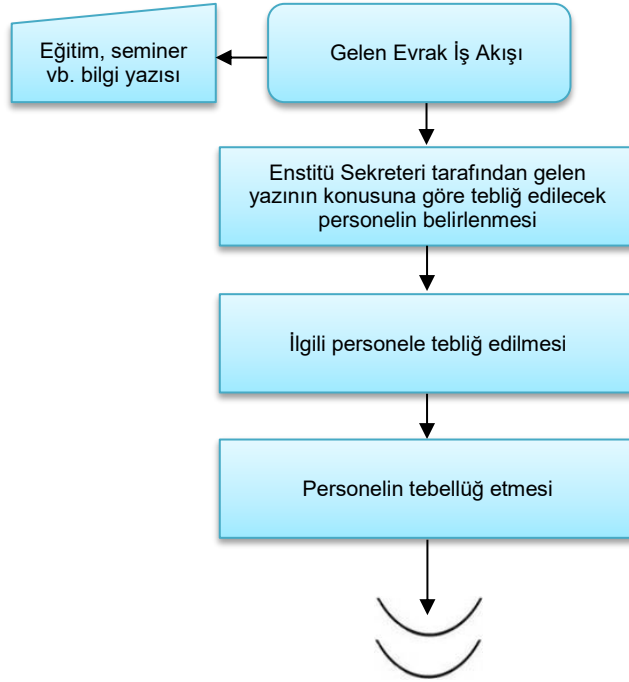 Eğitim, seminer
vb. bilgi yazısı
Gelen Evrak İş Akışı
Enstitü Sekreteri tarafından gelen
yazının konusuna göre tebliğ edilecek
personelin belirlenmesi
İlgili personele tebliğ edilmesi
Personelin tebellüğ etmesi